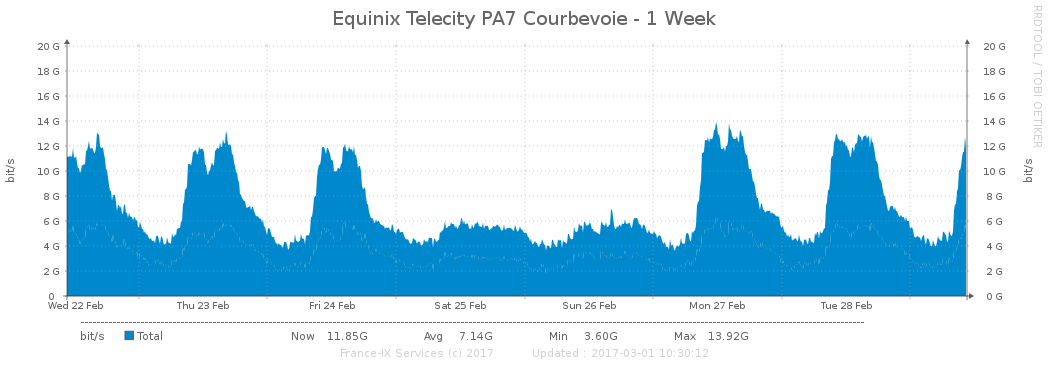 Equinix Telecity PA7 Courbevoie - 1 Week
RRDTOOL / TOBI OETIKER
20 G 20 G
18 G 18 G
16 G 16 G
14 G 14 G
12 G 12 G
10 G 10 G
8 G 8 G
6 G 6 G
4 G 4 G
2 G 2 G
0 0 G
bit/s
bit/s
Wed 22 Feb Thu 23 Feb Fri 24 Feb Sat 25 Feb Sun 26 Feb Mon 27 Feb Tue 28 Feb
bit/s Total Now 11.85G Avg 7.14G Min 3.60G Max 13.92G
France-IX Services (c) 2017 Updated : 2017-03-01 10:30:12